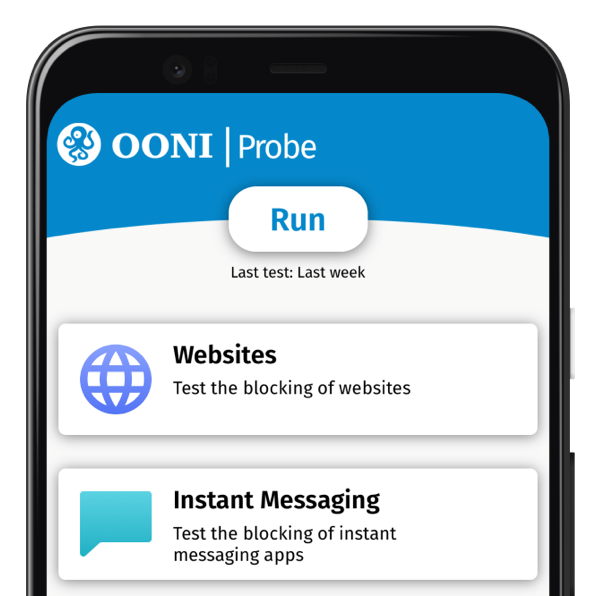 OONI | Probe
Run
Last test: Last week
Websites
Test the blocking of websites
Instant Messaging
Test the blocking of instant
messaging apps